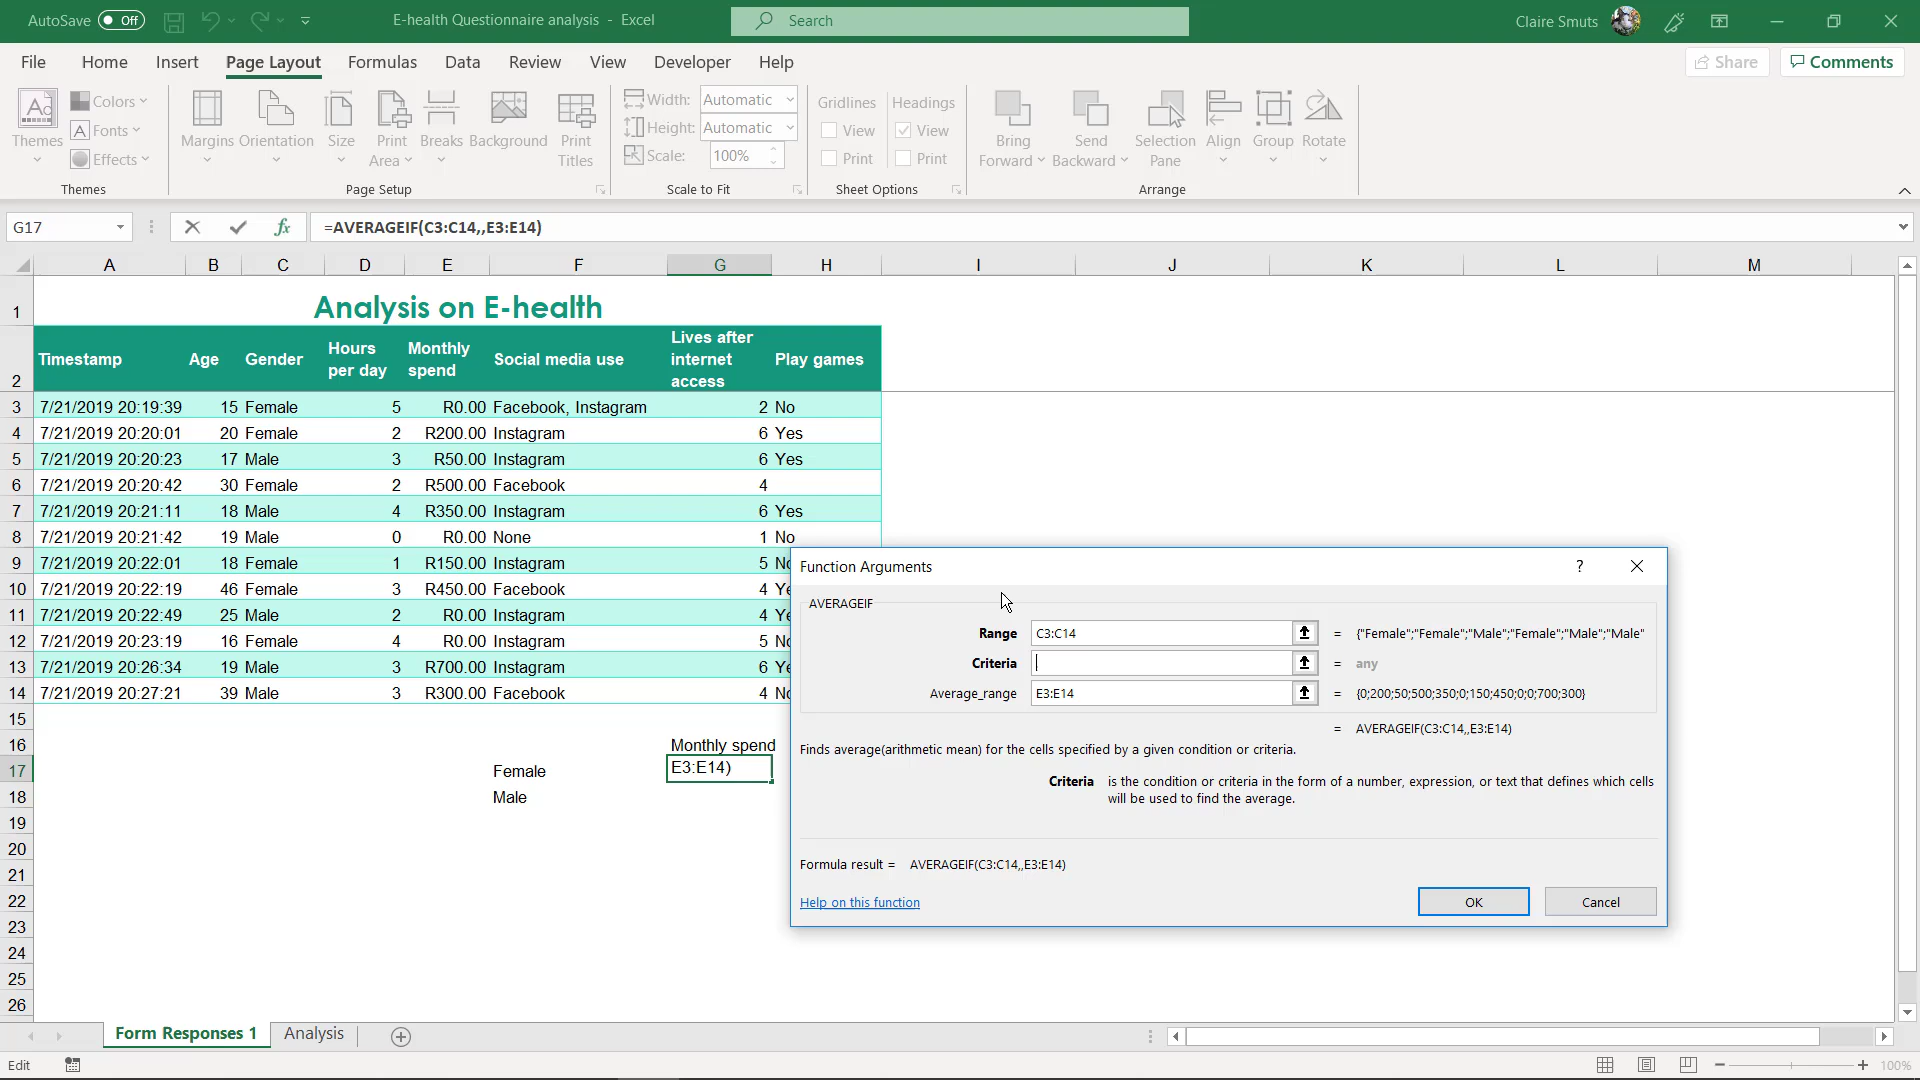 AutoSave Off E-health Questionnaire analysis - Excel Search Claire Smuts
File Home Insert Page Layout Formulas Data Review View Developer Help Share Comments
Themes Colors Fonts Effects Themes
Margins Orientation Size Print Area Breaks Background Print Titles Page Setup
Width: Automatic
Height: Automatic
Scale: 100%
Scale to Fit
Gridlines Headings
View View
Print Print
Sheet Options
Bring Forward Send Backward Selection Pane Align Group Rotate Arrange
G17 fx =AVERAGEIF(C3:C14,,E3:E14)
A B C D E F G H I J K L M
1 Analysis on E-health
2 Timestamp Age Gender Hours per day Monthly spend Social media use Lives after internet access Play games
3 7/21/2019 20:19:39 15 Female 5 R0.00 Facebook, Instagram 2 No
4 7/21/2019 20:20:01 20 Female 2 R200.00 Instagram 6 Yes
5 7/21/2019 20:20:23 17 Male 3 R50.00 Instagram 6 Yes
6 7/21/2019 20:20:42 30 Female 2 R500.00 Facebook 4
7 7/21/2019 20:21:11 18 Male 4 R350.00 Instagram 6 Yes
8 7/21/2019 20:21:42 19 Male 0 R0.00 None 1 No
9 7/21/2019 20:22:01 18 Female 1 R150.00 Instagram 5
10 7/21/2019 20:22:19 46 Female 3 R450.00 Facebook 4
11 7/21/2019 20:22:49 25 Male 2 R0.00 Instagram 4
12 7/21/2019 20:23:19 16 Female 4 R0.00 Instagram 5
13 7/21/2019 20:26:34 19 Male 3 R700.00 Instagram 6
14 7/21/2019 20:27:21 39 Male 3 R300.00 Facebook 4
15
16 Monthly spend
17 Female E3:E14)
18 Male
19
20
21
22
23
24
25
26
Function Arguments ?
AVERAGEIF
Range C3:C14 = {"Female";"Female";"Male";"Female";"Male";"Male"
Criteria = any
Average_range E3:E14 = {0;200;50;500;350;0;150;450;0;0;700;300}
= AVERAGEIF(C3:C14,,E3:E14)
Finds average(arithmetic mean) for the cells specified by a given condition or criteria.
Criteria is the condition or criteria in the form of a number, expression, or text that defines which cells
will be used to find the average.
Formula result = AVERAGEIF(C3:C14,,E3:E14)
Help on this function OK Cancel
Form Responses 1 Analysis
Edit 100%